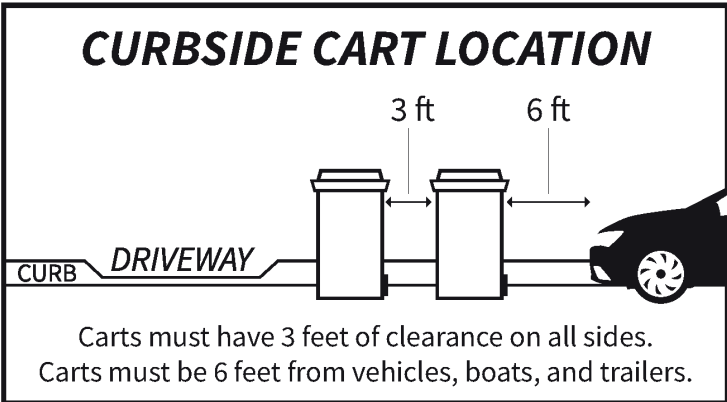 CURBSIDE CART LOCATION
3 ft 6 ft
DRIVEWAY
CURB
Carts must have 3 feet of clearance on all sides.
Carts must be 6 feet from vehicles, boats, and trailers.